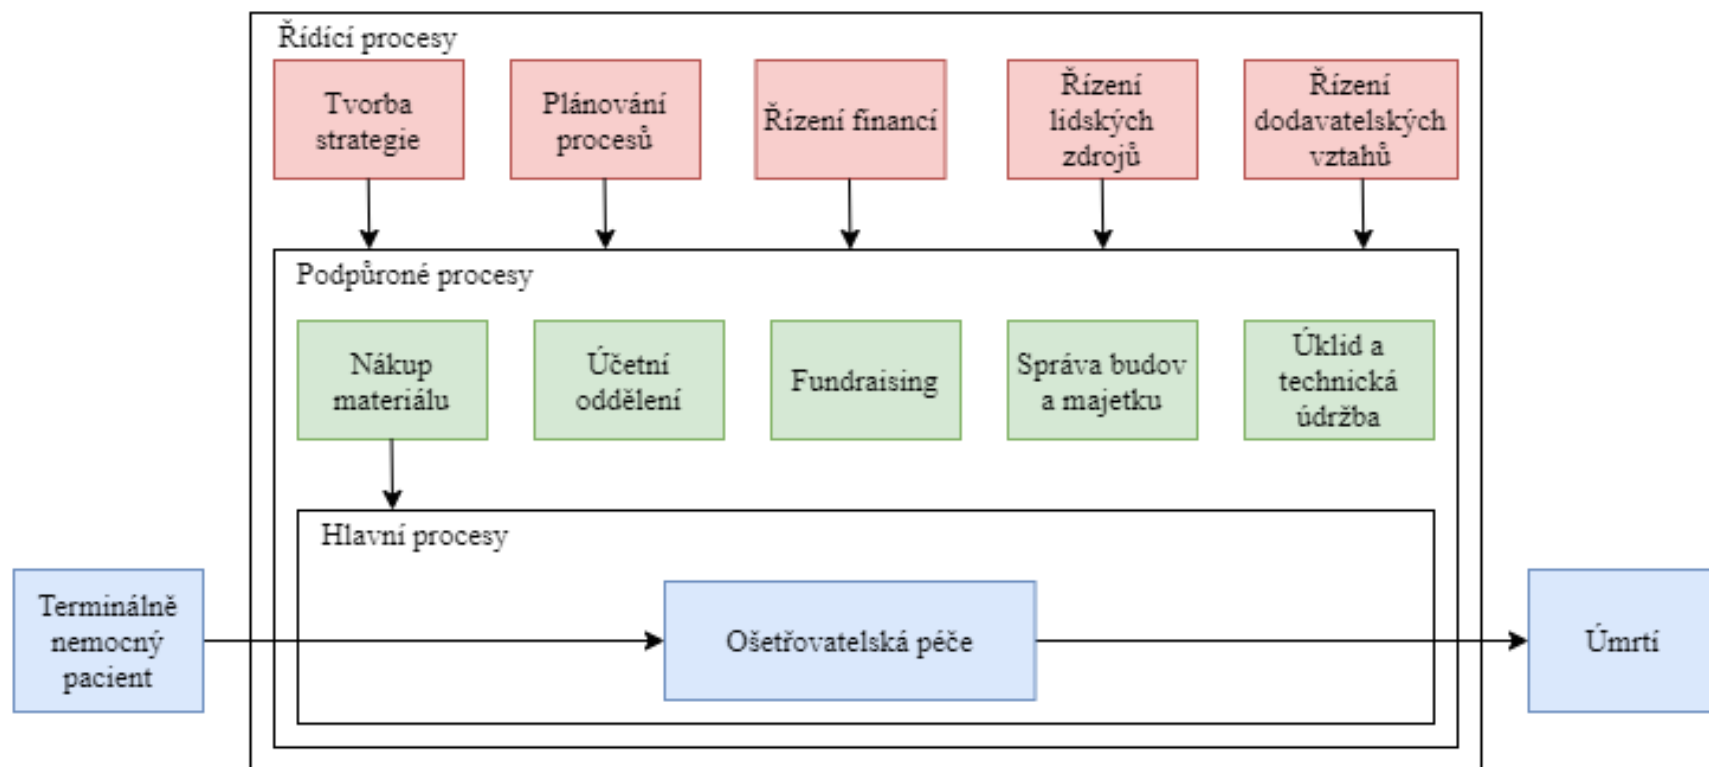 Řídící procesy
Tvorba
strategie
Plánování
procesů
Řízení financí
Řízení
lidských
zdrojů
Řízení
dodavatelských
vztahů
Podpůroné procesy
Nákup
materiálu
Účetní
oddělení
Fundraising
Správa budov
a majetku
Úklid a
technická
údržba
Hlavní procesy
Terminálně
nemocný
pacient
Ošetřovatelská péče
Úmrtí